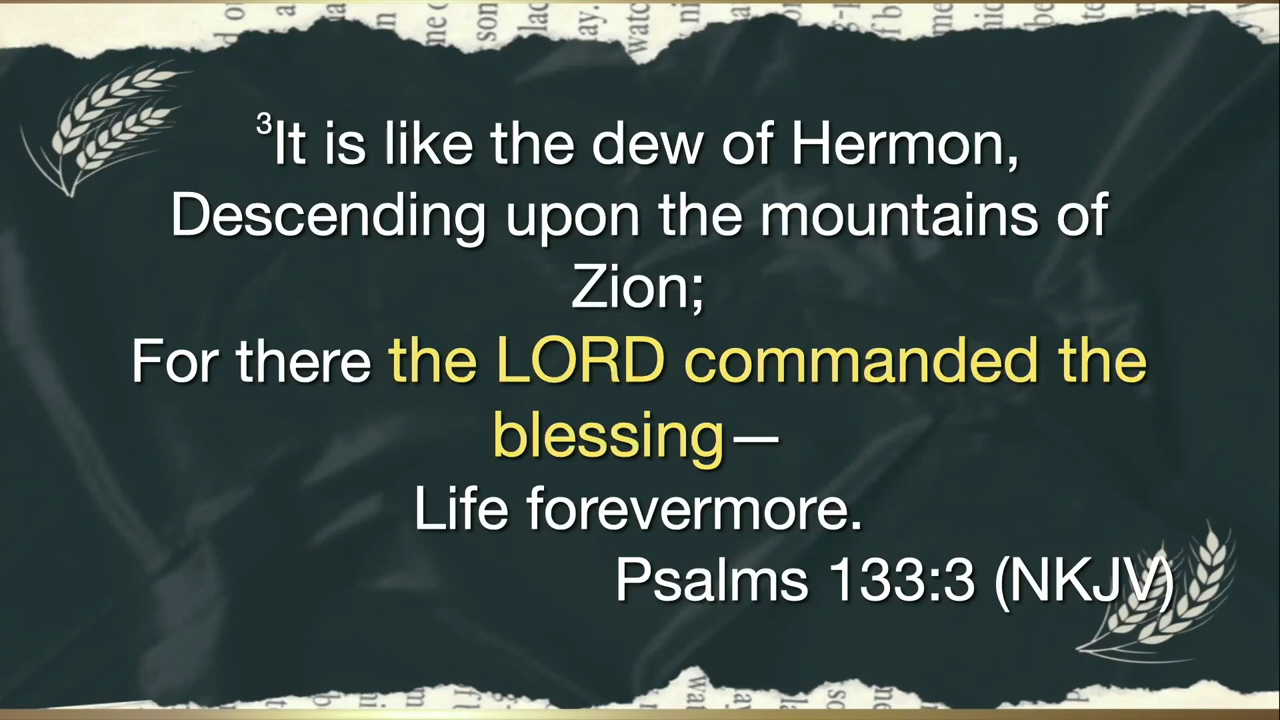 ³It is like the dew of Hermon,
Descending upon the mountains of
Zion;
For there the LORD commanded the
blessing—
Life forevermore.
Psalms 133:3 (NKJV)